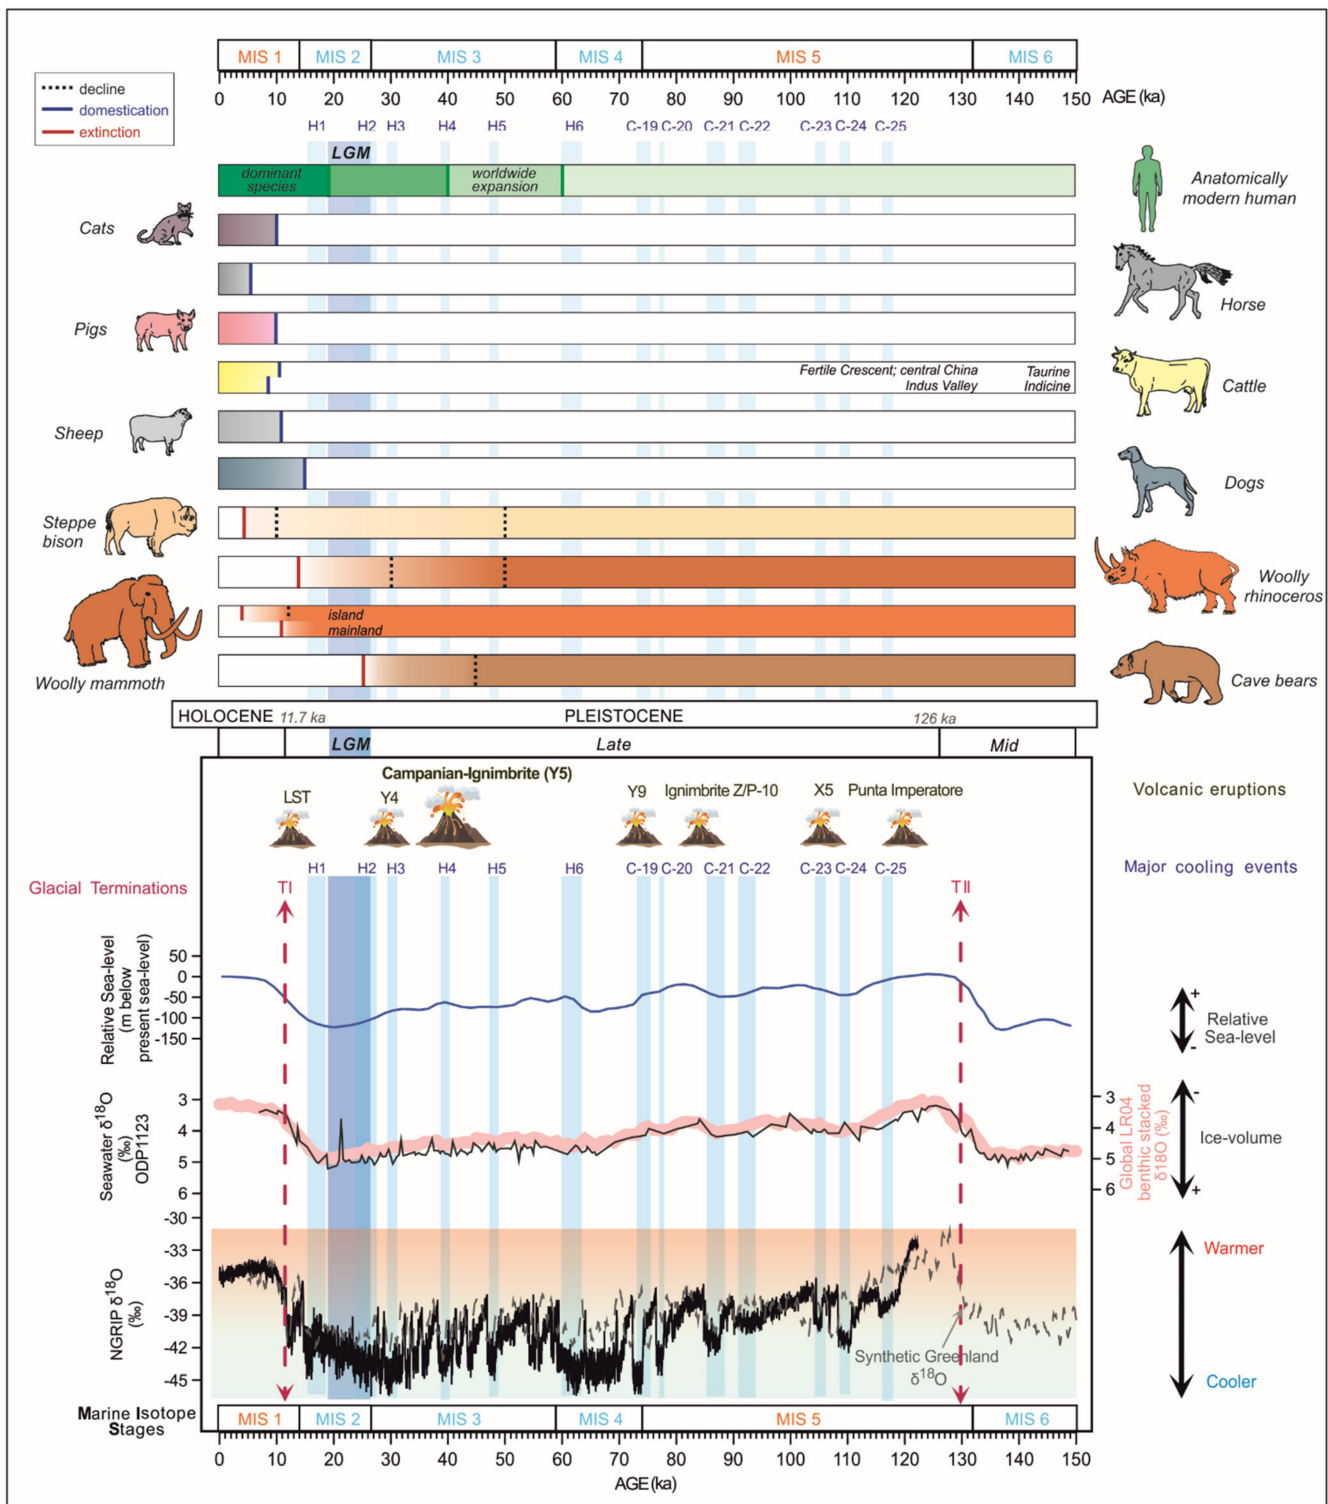 MIS 1 MIS 2 MIS 3 MIS 4 MIS 5 MIS 6
0 10 20 30 40 50 60 70 80 90 100 110 120 130 140 150 AGE (ka)
decline
domestication
extinction
H1 H2 H3 H4 H5 H6 C-19 C-20 C-21 C-22 C-23 C-24 C-25
LGM
dominant
species
worldwide
expansion
Anatomically
modern human
Cats
Horse
Pigs
Fertile Crescent; central China Taurine
Indus Valley Indicine
Cattle
Sheep
Dogs
Steppe
bison
Woolly
rhinoceros
island
mainland
Woolly mammoth
Cave bears
HOLOCENE 11.7 ka PLEISTOCENE 126 ka
LGM Late Mid
Campanian-Ignimbrite (Y5)
LST Y4 Y9 Ignimbrite Z/P-10 X5 Punta Imperatore
Volcanic eruptions
H1 H2 H3 H4 H5 H6 C-19 C-20 C-21 C-22 C-23 C-24 C-25
Major cooling events
Glacial Terminations TI TII
Relative Sea-level
(m below
present sea-level)
50
0
-50
-100
-150
+
Relative
Sea-level
-
Seawater δ18O
(‰)
ODP1123
3
4
5
6
3
4
5
6
Global LR04
benthic stacked
δ18O (‰)
-
Ice-volume
+
NGRIP δ18O
(‰)
-30
-33
-36
-39
-42
-45
Synthetic Greenland
δ18O
Warmer
Cooler
Marine Isotope
Stages
MIS 1 MIS 2 MIS 3 MIS 4 MIS 5 MIS 6
0 10 20 30 40 50 60 70 80 90 100 110 120 130 140 150
AGE (ka)